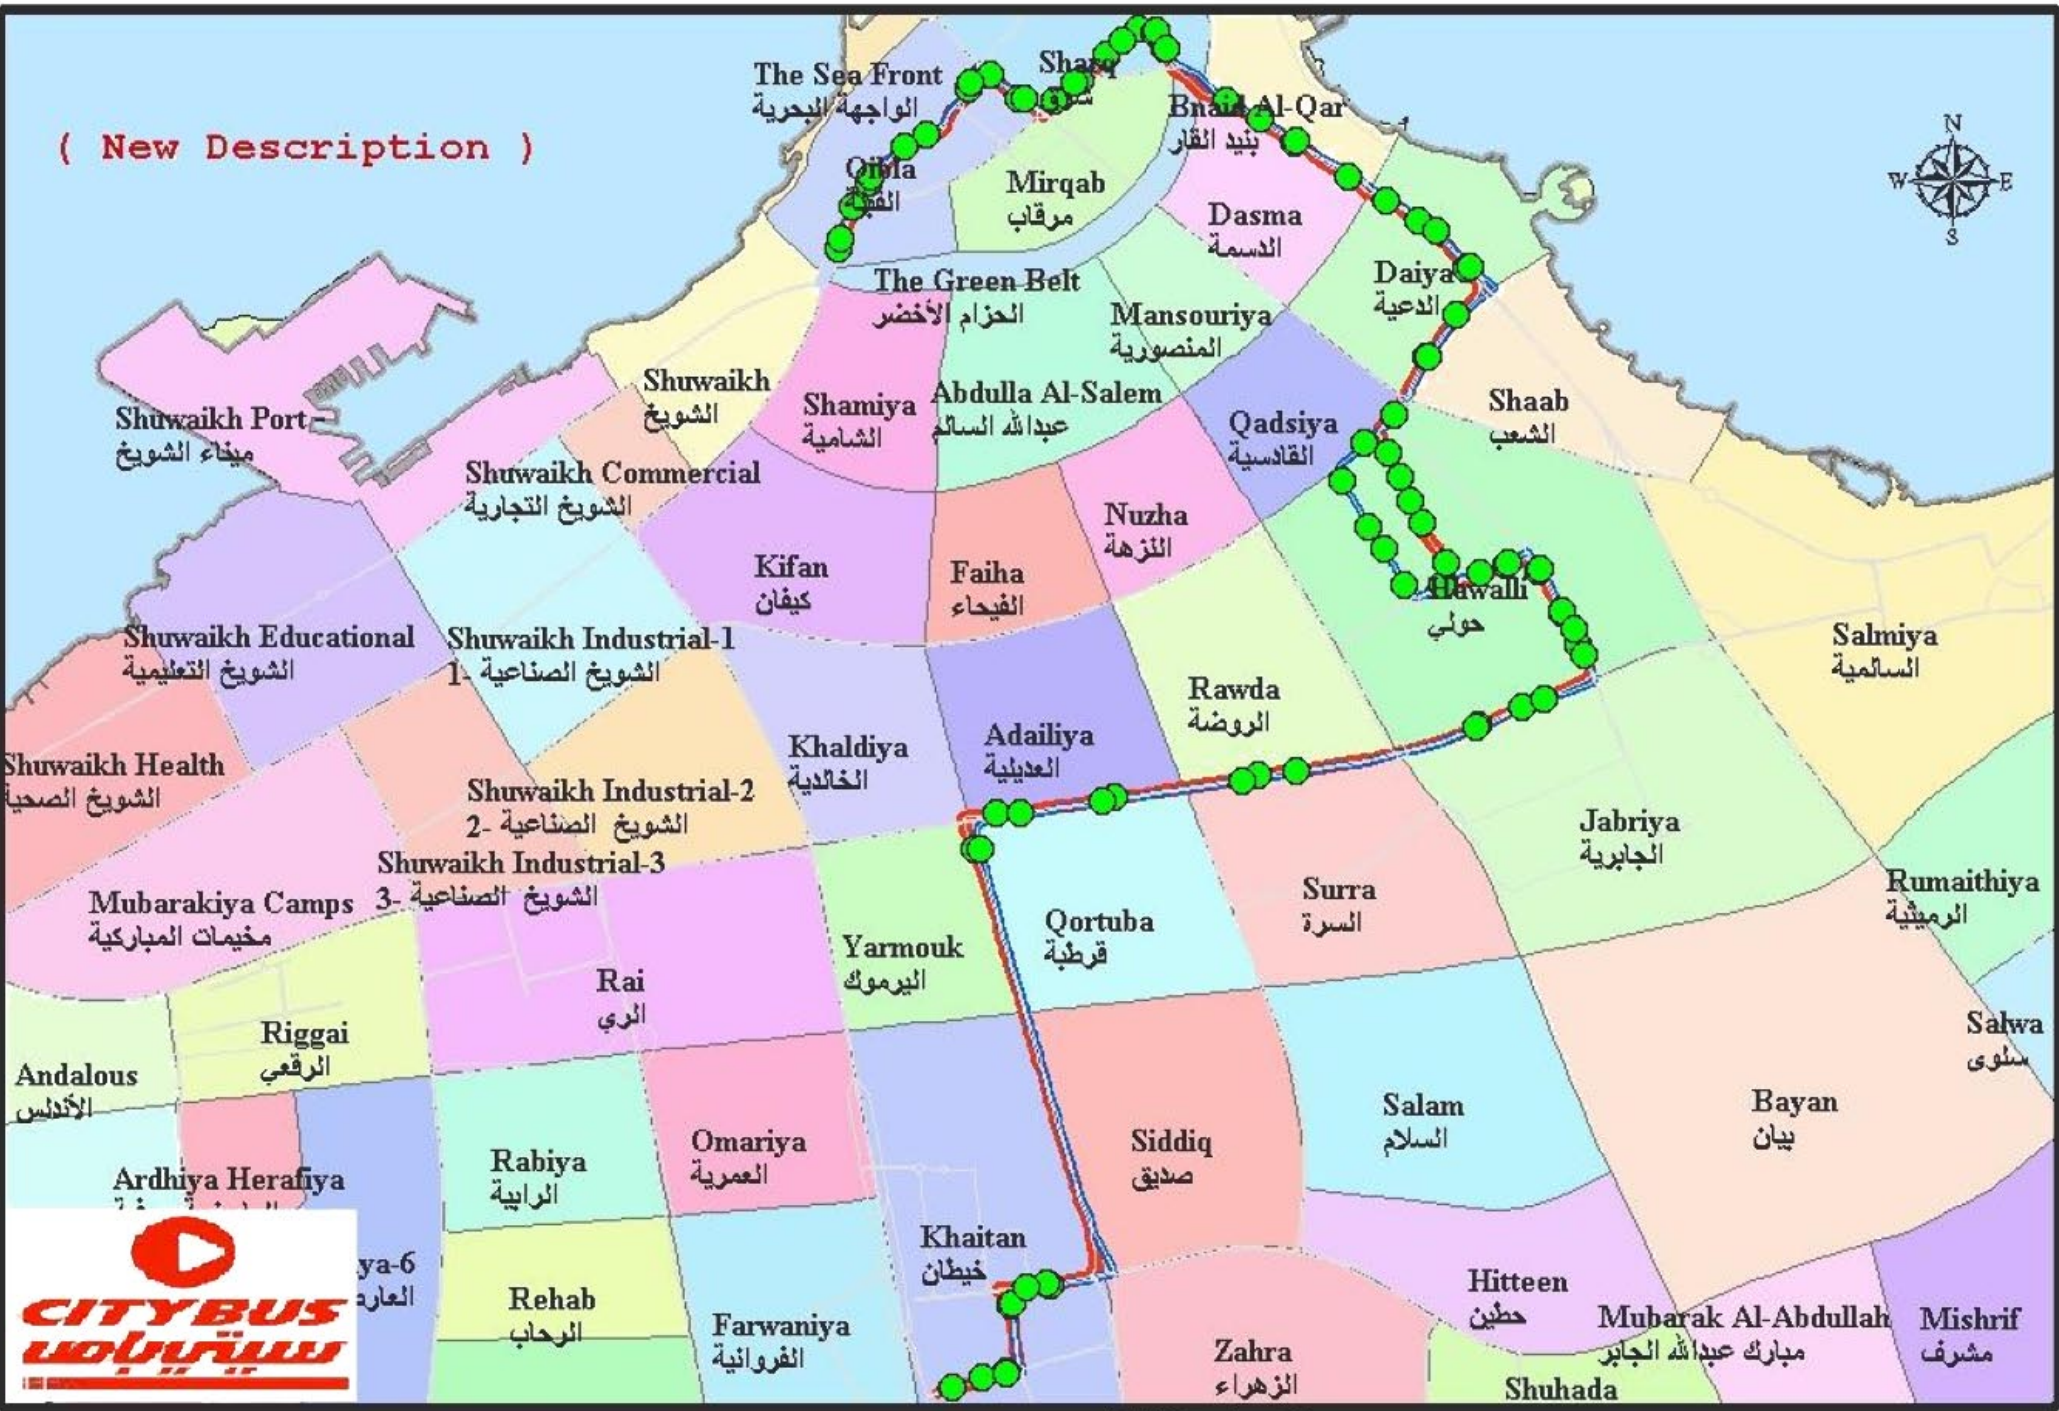 The Sea Front
الواجهة البحرية
Sharq
شرق
Bnaid Al-Qar
بنيد القار
( New Description )
N
W
E
S
Qibla
القبلة
Mirqab
مرقاب
Dasma
الدسمة
Daiya
الدعية
The Green Belt
الحزام الأخضر
Mansouriya
المنصورية
Shuwaikh
الشويخ
Shamiya
الشامية
Abdulla Al-Salem
عبدالله السالم
Qadsiya
القادسية
Shaab
الشعب
Shuwaikh Port
ميناء الشويخ
Shuwaikh Commercial
الشويخ التجارية
Nuzha
النزهة
Kifan
كيفان
Faiha
الفيحاء
Hawalli
حولي
Salmiya
السالمية
Shuwaikh Educational
الشويخ التعليمية
Shuwaikh Industrial-1
الشويخ الصناعية -1
Rawda
الروضة
Khaldiya
الخالدية
Adailiya
العديلية
Shuwaikh Health
الشويخ الصحية
Shuwaikh Industrial-2
الشويخ الصناعية -2
Jabriya
الجابرية
Shuwaikh Industrial-3
الشويخ الصناعية -3
Mubarakiya Camps
مخيمات المباركية
Rumaithiya
الرميثية
Surra
السرة
Qortuba
قرطبة
Yarmouk
اليرموك
Rai
الري
Riggai
الرقعي
Salwa
سلوى
Andalous
الأندلس
Salam
السلام
Bayan
بيان
Siddiq
صديق
Omariya
العمرية
Rabiya
الرابية
Ardhiya Herafiya
Khaitan
خيطان
ya-6
العارض
Hitteen
حطين
Rehab
الرحاب
Farwaniya
الفروانية
Mubarak Al-Abdullah
مبارك عبدالله الجابر
Mishrif
مشرف
Zahra
الزهراء
Shuhada
CITYBUS
سيتي باص